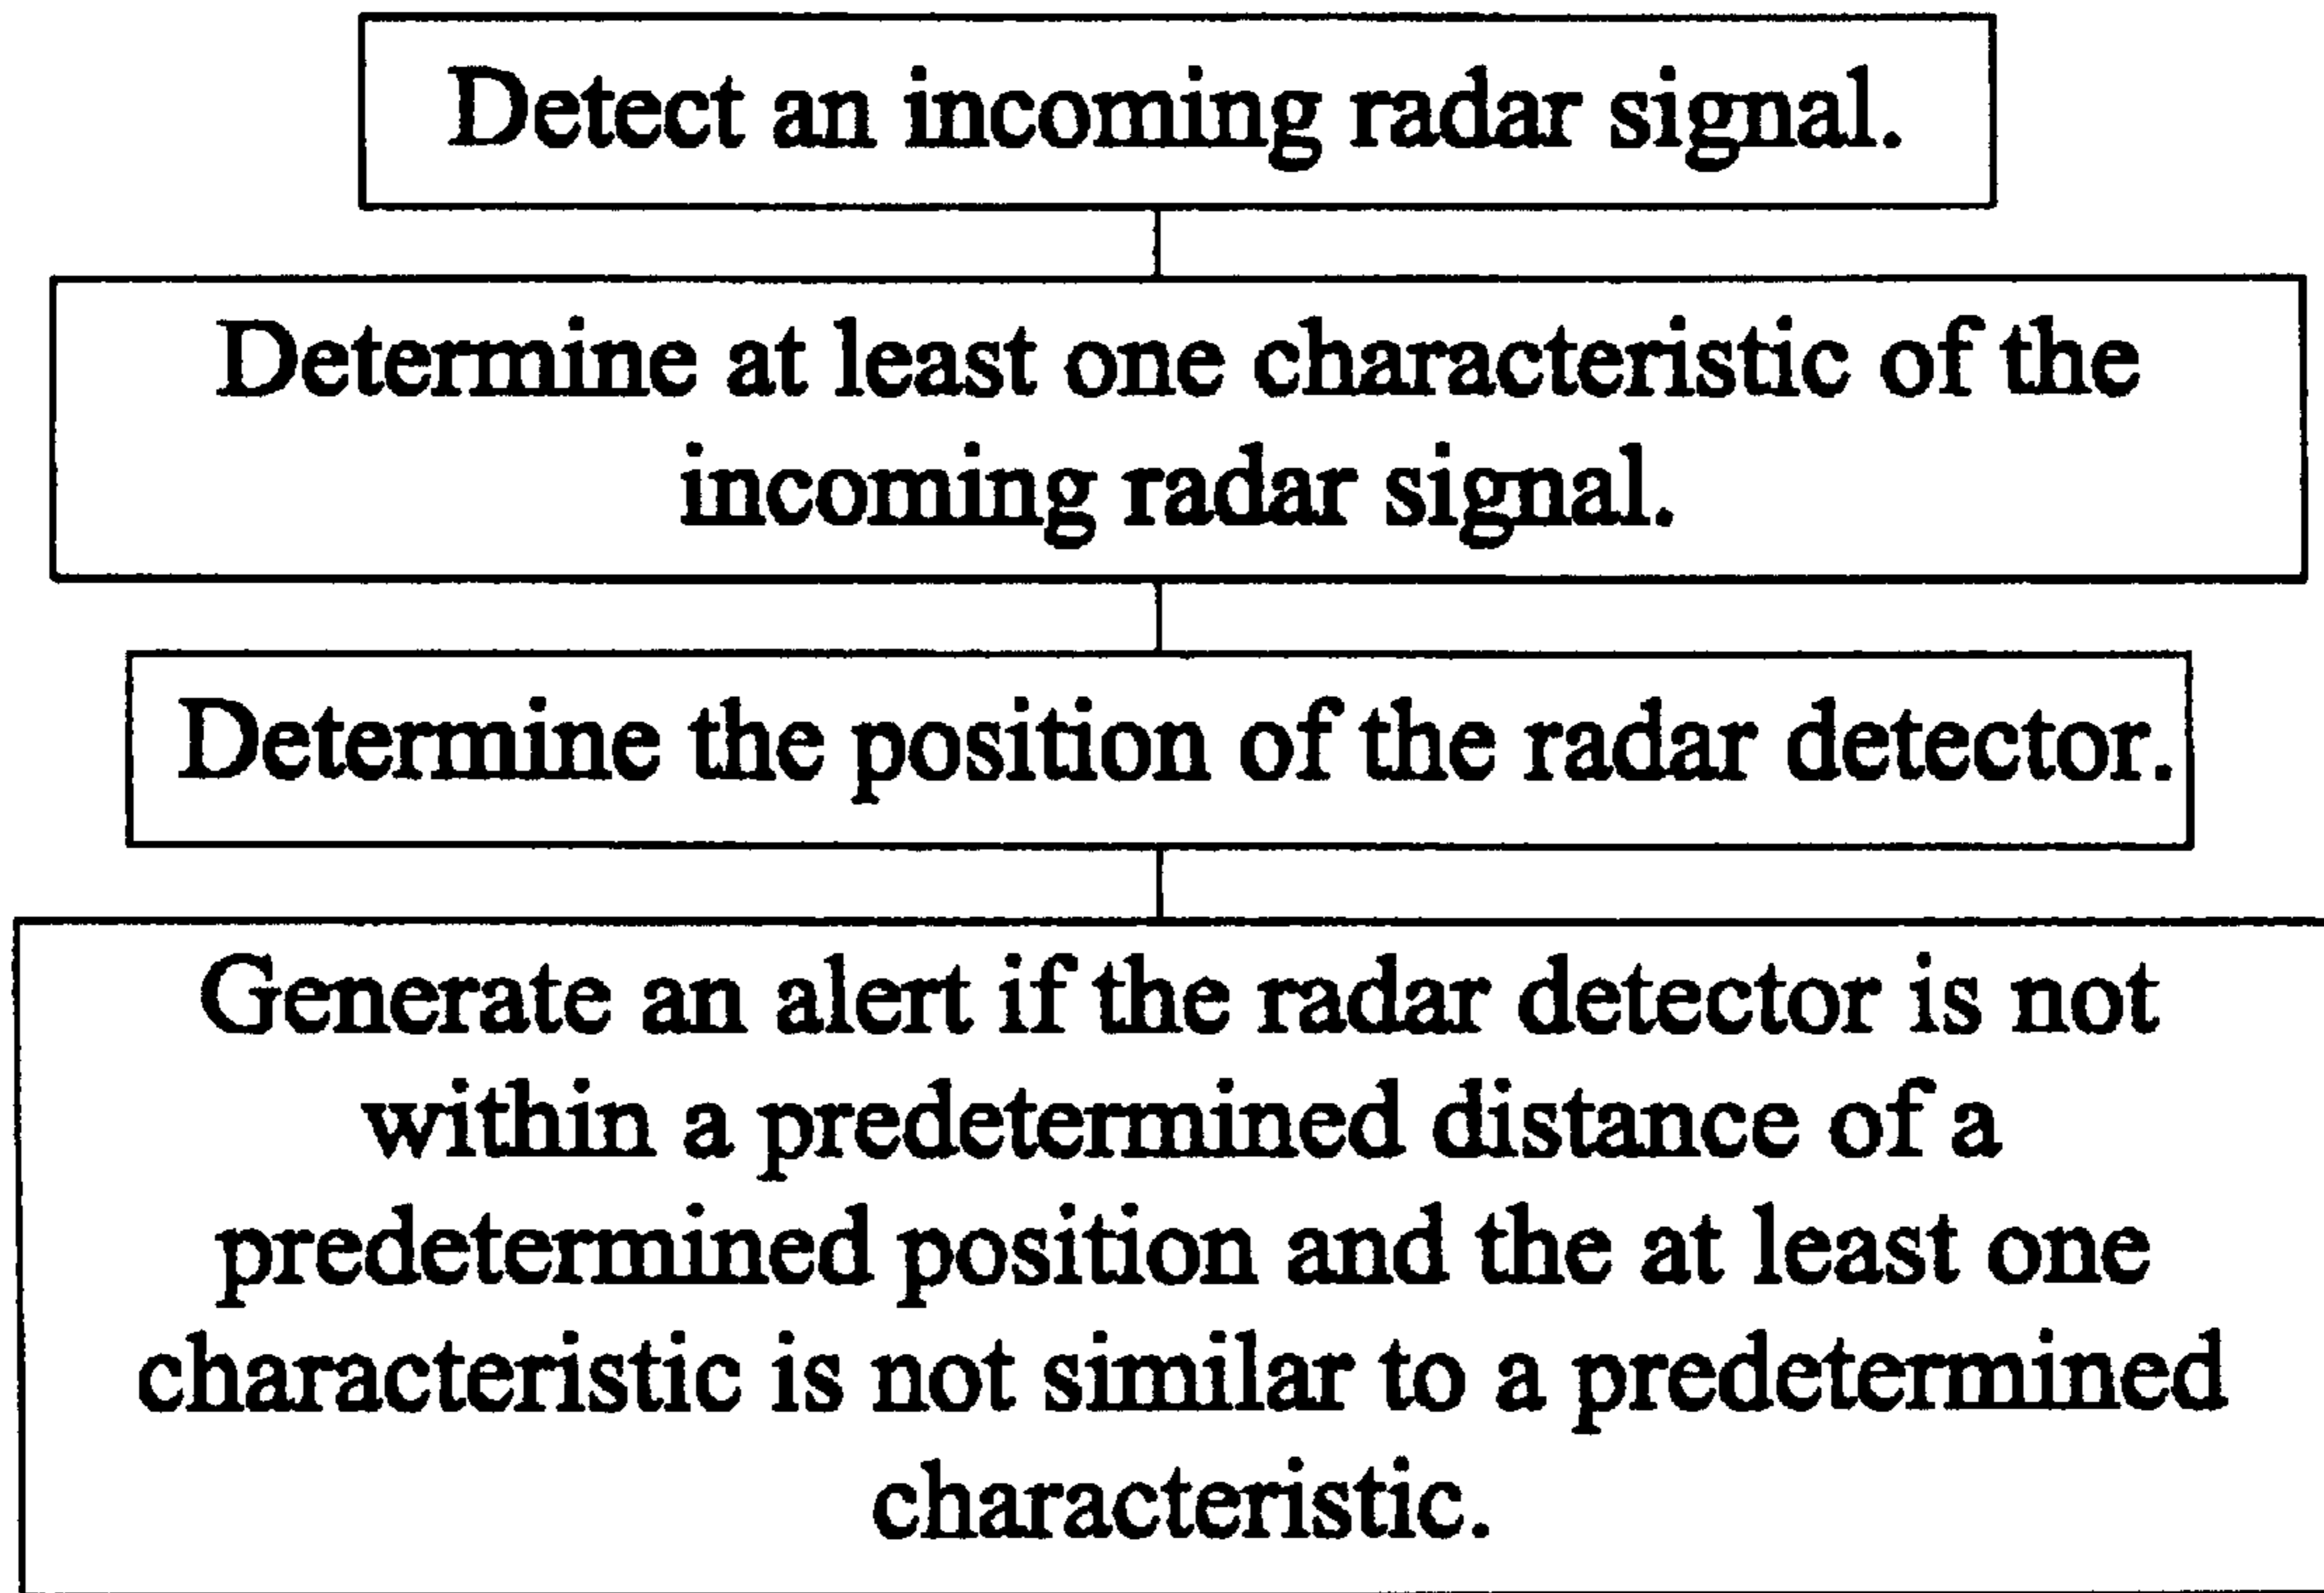 Detect an incoming radar signal.
Determine at least one characteristic of the
incoming radar signal.
Determine the position of the radar detector.
Generate an alert if the radar detector is not
within a predetermined distance of a
predetermined position and the at least one
characteristic is not similar to a predetermined
characteristic.